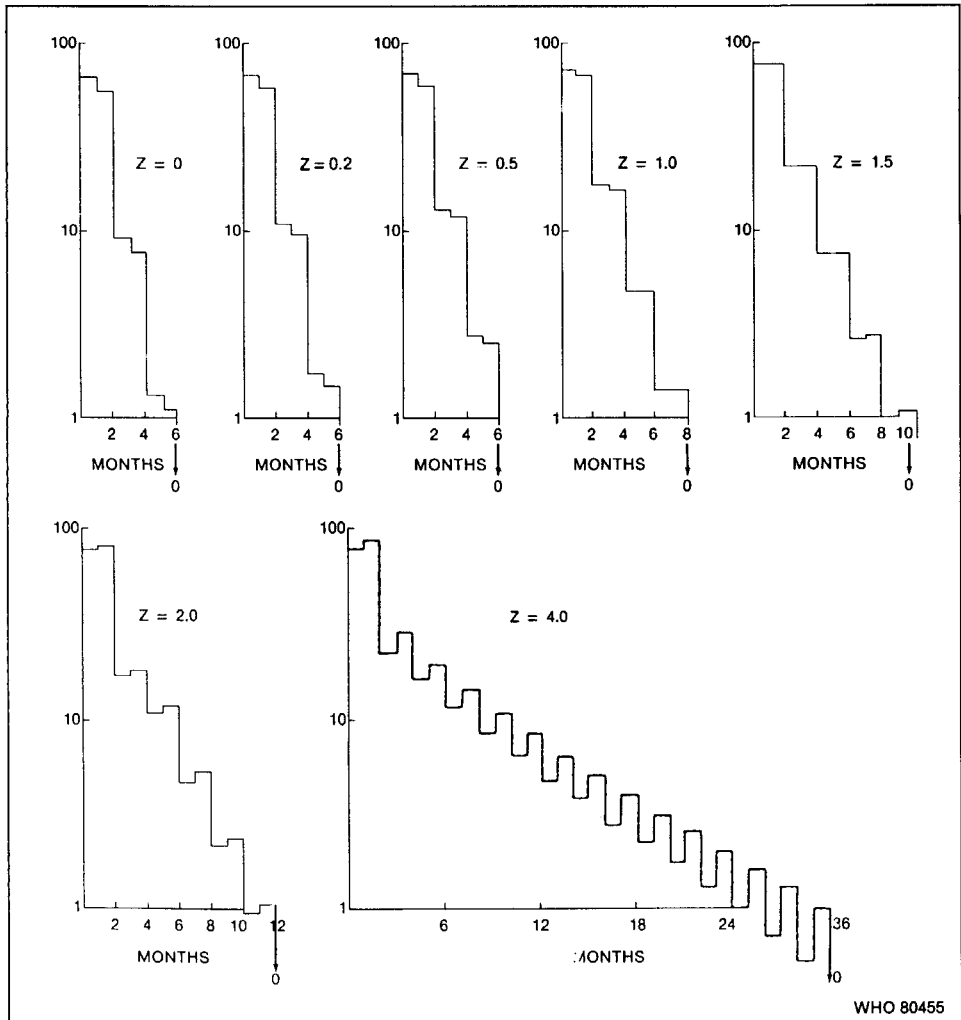 100 100 100 100 100
Z = 0 Z = 0.2 Z = 0.5 Z = 1.0 Z = 1.5
10 10 10 10 10
1 1 1 1 1
2 4 6 2 4 6 2 4 6 2 4 6 8 2 4 6 8 10
MONTHS MONTHS MONTHS MONTHS MONTHS
0 0 0 0 0
100 100
Z = 2.0 Z = 4.0
10 10
1 1
2 4 6 8 10 12 6 12 18 24 36
MONTHS MONTHS
0 0
WHO 80455